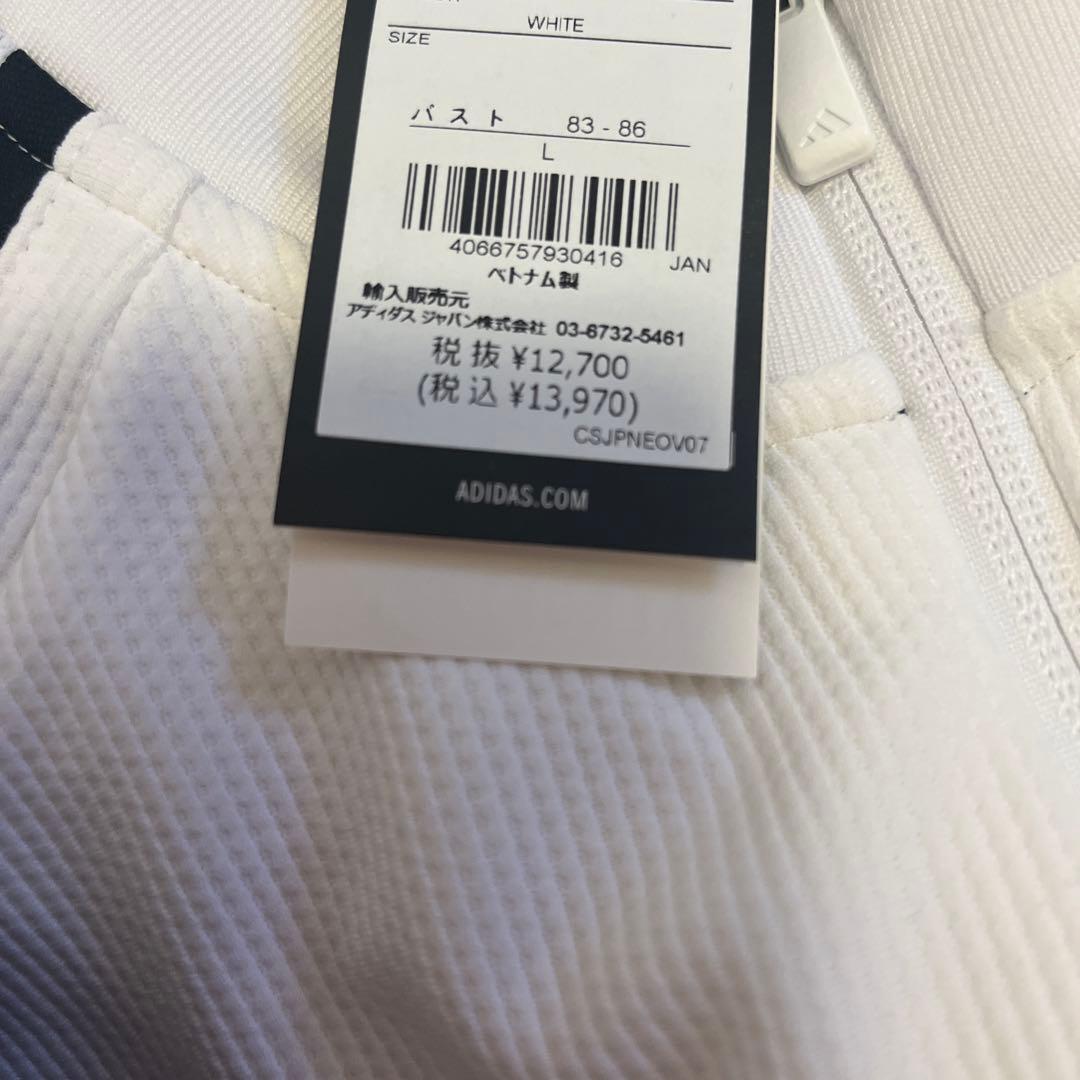 WHITE
SIZE
バスト 83 - 86
L
4066757930416 JAN
ベトナム製
輸入販売元
アディダス ジャパン株式会社 03-6732-5461
税抜 ¥12,700
(税込 ¥13,970)
CSJPNEOV07
ADIDAS.COM